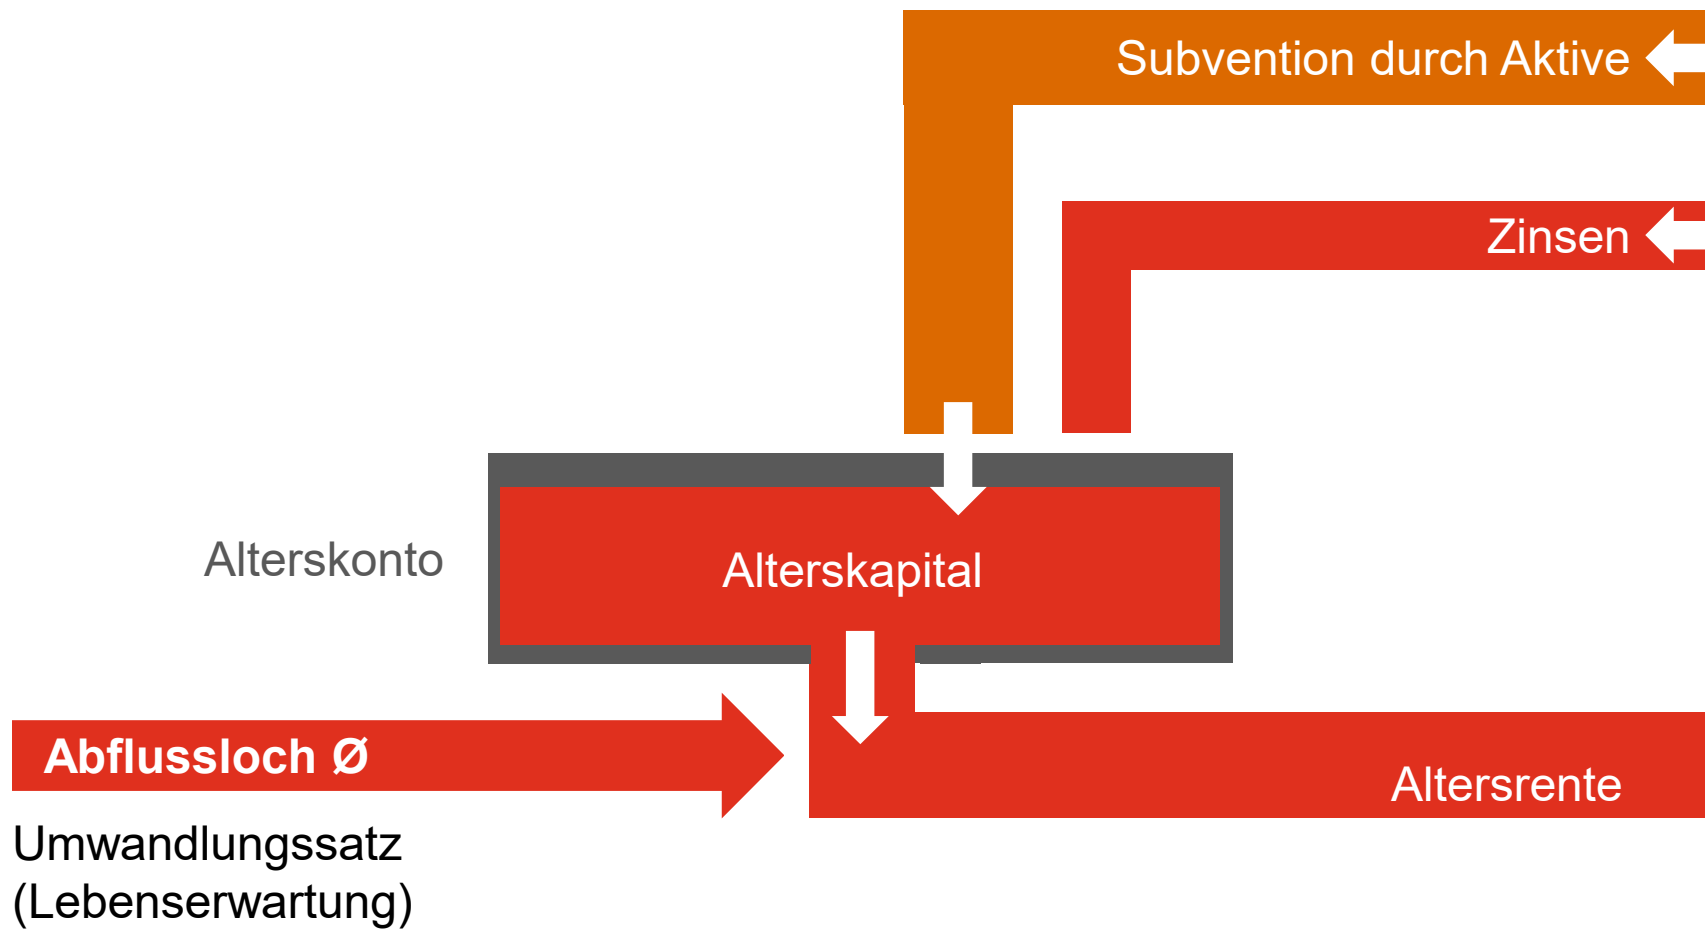 Subvention durch Aktive
Zinsen
Alterskonto
Alterskapital
Abflussloch Ø
Altersrente
Umwandlungssatz
(Lebenserwartung)